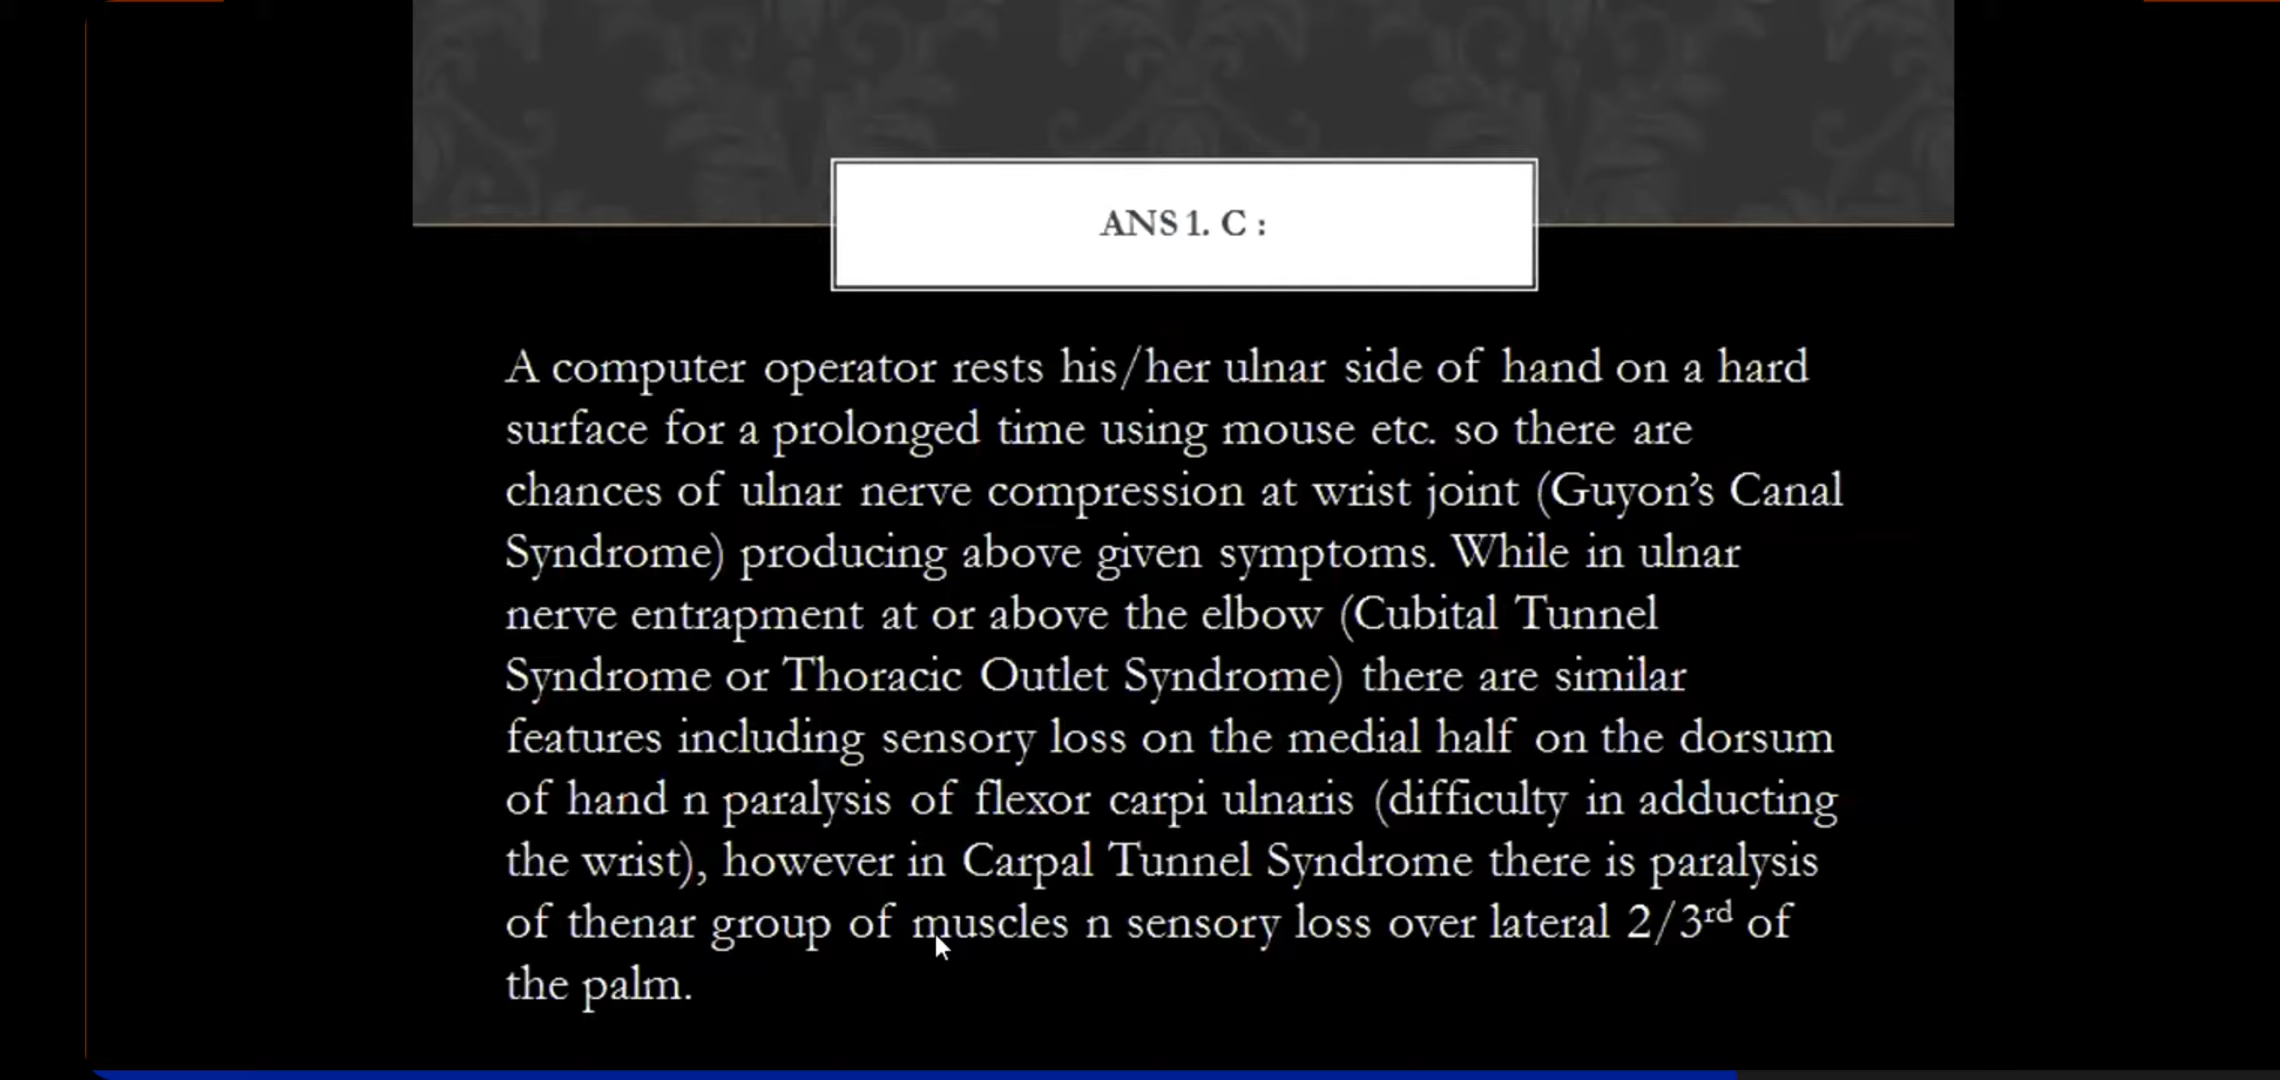 ANS 1. C :
A computer operator rests his/her ulnar side of hand on a hard
surface for a prolonged time using mouse etc. so there are
chances of ulnar nerve compression at wrist joint (Guyon’s Canal
Syndrome) producing above given symptoms. While in ulnar
nerve entrapment at or above the elbow (Cubital Tunnel
Syndrome or Thoracic Outlet Syndrome) there are similar
features including sensory loss on the medial half on the dorsum
of hand n paralysis of flexor carpi ulnaris (difficulty in adducting
the wrist), however in Carpal Tunnel Syndrome there is paralysis
of thenar group of muscles n sensory loss over lateral 2/3rd of
the palm.